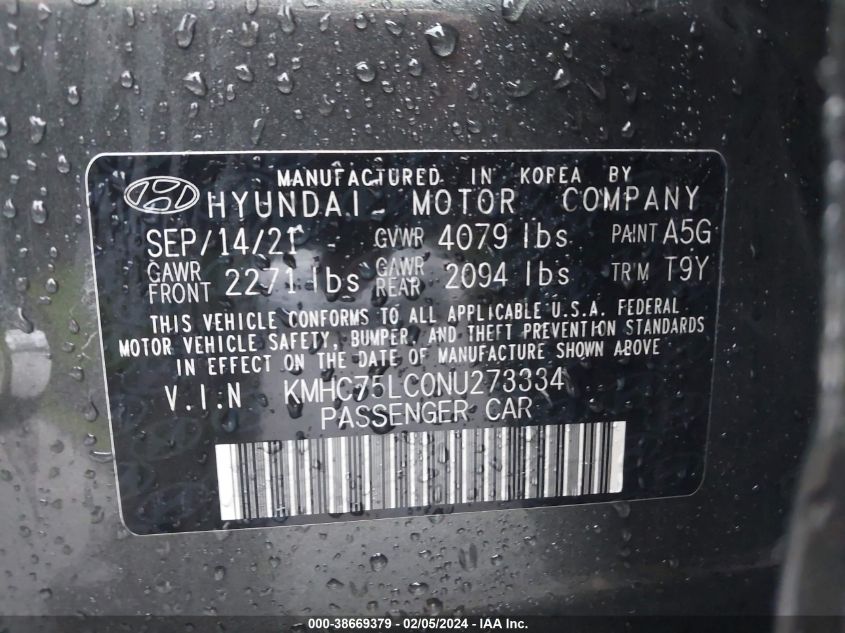 MANUFACTURED IN KOREA BY
HYUNDAI MOTOR COMPANY
SEP/14/21 GVWR 4079 lbs PAINT A5G
GAWR FRONT 2271 lbs GAWR REAR 2094 lbs TRIM T9Y
THIS VEHICLE CONFORMS TO ALL APPLICABLE U.S.A. FEDERAL
MOTOR VEHICLE SAFETY, BUMPER, AND THEFT PREVENTION STANDARDS
IN EFFECT ON THE DATE OF MANUFACTURE SHOWN ABOVE
V.I.N KMHC75LC0NU273334
PASSENGER CAR
000-38669379 - 02/05/2024 - IAA Inc.